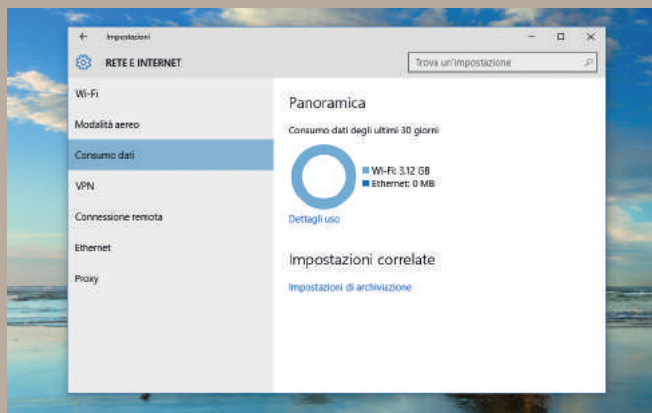 Impostazioni
RETE E INTERNET
Trova un'impostazione
Wi-Fi
Modalità aereo
Consumo dati
VPN
Connessione remota
Ethernet
Proxy
Panoramica
Consumo dati degli ultimi 30 giorni
Wi-Fi: 3.12 GB
Ethernet: 0 MB
Dettagli uso
Impostazioni correlate
Impostazioni di archiviazione